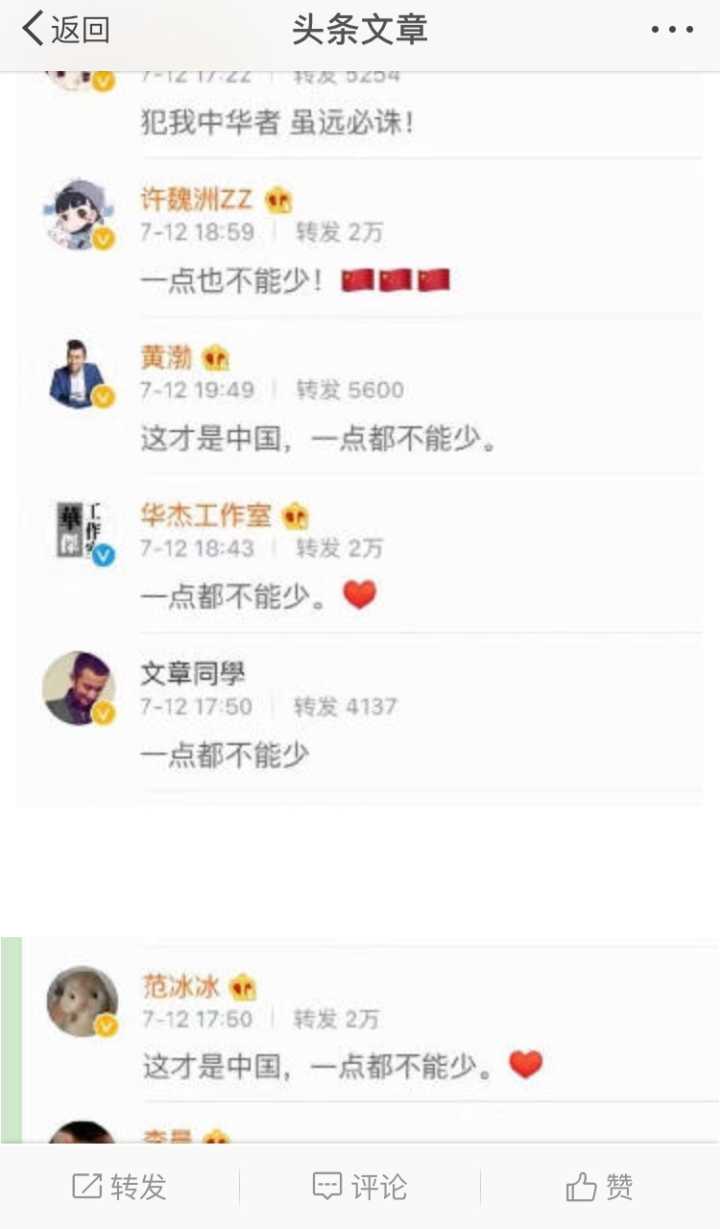 返回
头条文章
7-12 17:22 | 转发 5254
犯我中华者 虽远必诛！
许魏洲ZZ
7-12 18:59 | 转发 2万
一点也不能少！🇨🇳🇨🇳🇨🇳
黄渤
7-12 19:49 | 转发 5600
这才是中国，一点都不能少。
華
工作室
华杰工作室
7-12 18:43 | 转发 2万
一点都不能少。❤️
文章同學
7-12 17:50 | 转发 4137
一点都不能少
范冰冰
7-12 17:50 | 转发 2万
这才是中国，一点都不能少。❤️
转发
评论
赞